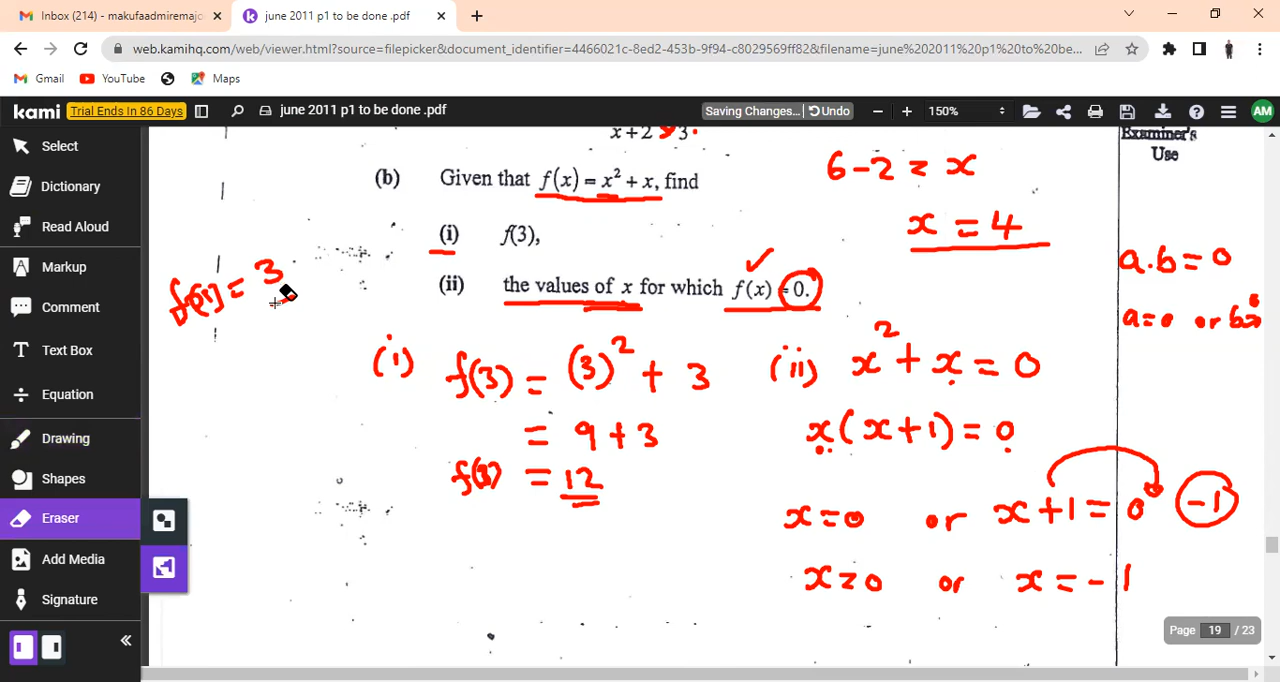 Inbox (214) - makufaadmiremajo
june 2011 p1 to be done .pdf
web.kamihq.com/web/viewer.html?source=filepicker&document_identifier=4466021c-8ed2-453b-9f94-c8029569ff82&filename=june%202011%20p1%20to%20be...
Gmail YouTube Maps
kami Trial Ends In 86 Days june 2011 p1 to be done .pdf Saving Changes... Undo 150% AM
Select
Dictionary
Read Aloud
Markup
Comment
Text Box
Equation
Drawing
Shapes
Eraser
Add Media
Signature
x + 2 3
Examiner's
Use
6 - 2 = x
x = 4
(b) Given that f(x) = x² + x, find
(i) f(3),
(ii) the values of x for which f(x) = 0.
= 3
a.b = 0
a=0 or b=0
(i) f(3) = (3)² + 3
= 9 + 3
= 12
(ii) x² + x = 0
x(x+1) = 0
x=0 or x+1 = 0 -1
x=0 or x = -1
Page 19 / 23